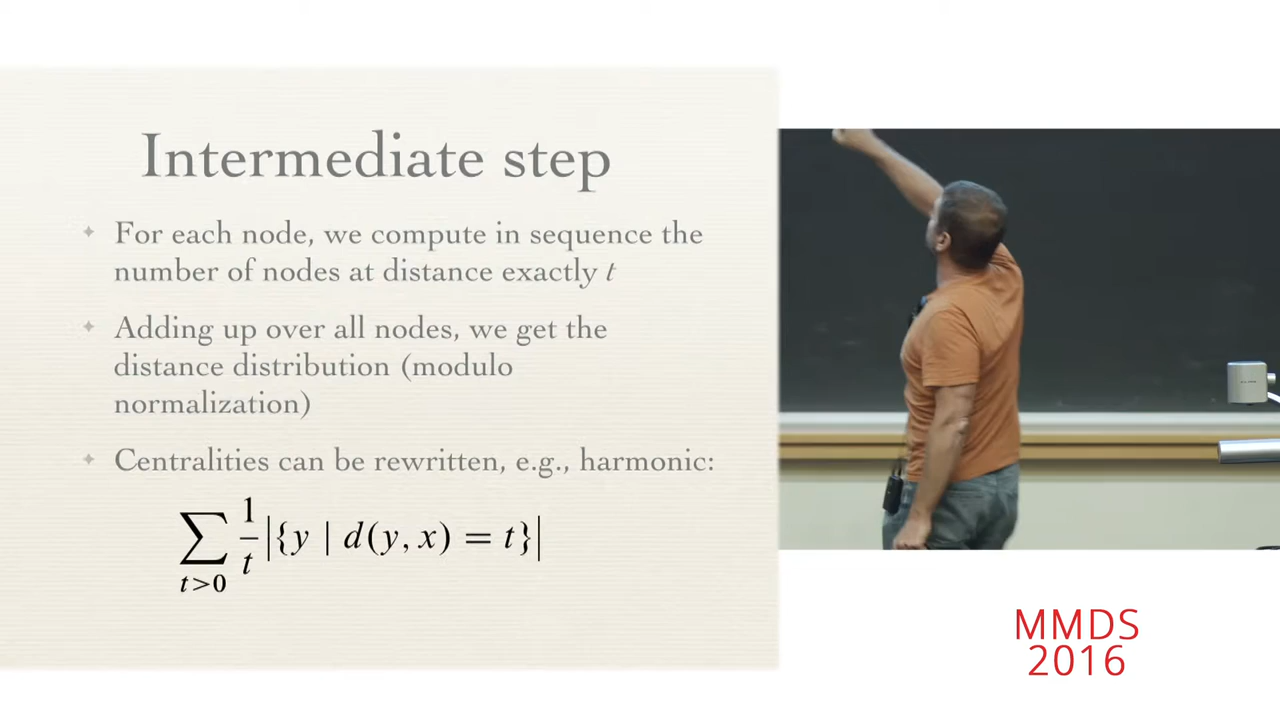 Intermediate step
For each node, we compute in sequence the
number of nodes at distance exactly t
Adding up over all nodes, we get the
distance distribution (modulo
normalization)
Centralities can be rewritten, e.g., harmonic:
∑_{t>0} 1/t |{y | d(y, x) = t}|
MMDS
2016